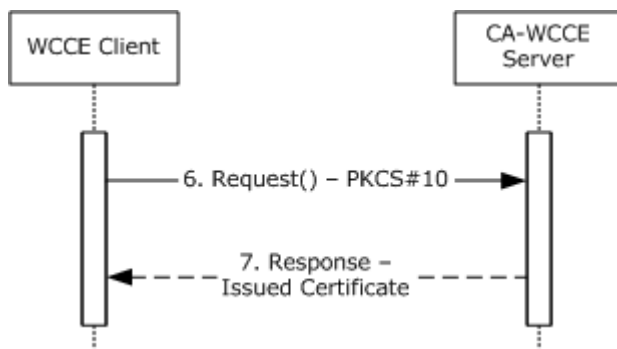 WCCE Client
CA-WCCE
Server
6. Request() – PKCS#10
7. Response –
Issued Certificate